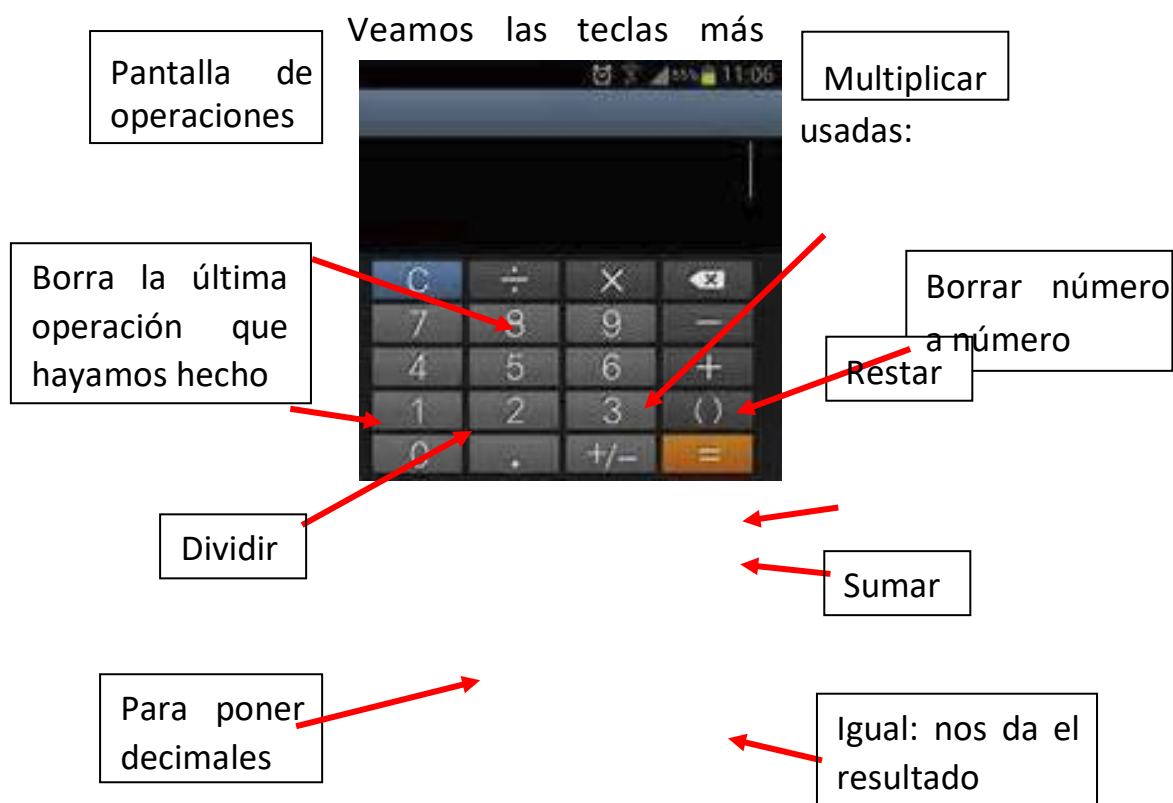 Veamos las teclas más
usadas:
Pantalla de
operaciones
Multiplicar
11:06
C ÷ ×
7 8 9 −
4 5 6 +
1 2 3 ( )
0 . +/− =
Borra la última
operación que
hayamos hecho
Borrar número
a número
Restar
Dividir
Sumar
Para poner
decimales
Igual: nos da el
resultado